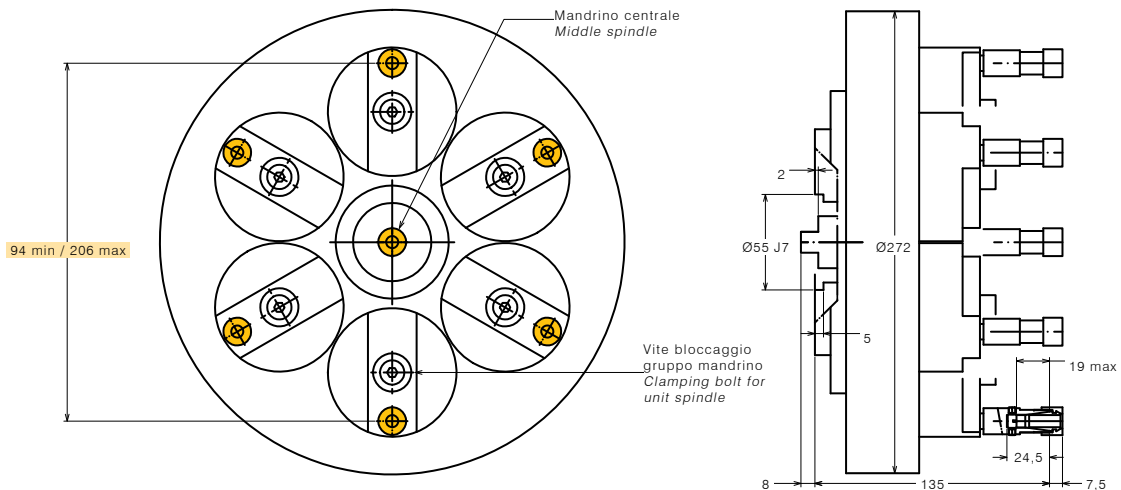 Mandrino centrale
Middle spindle
94 min / 206 max
Vite bloccaggio
gruppo mandrino
Clamping bolt for
unit spindle
2
Ø55 J7
Ø272
5
19 max
24,5
8
135
7,5